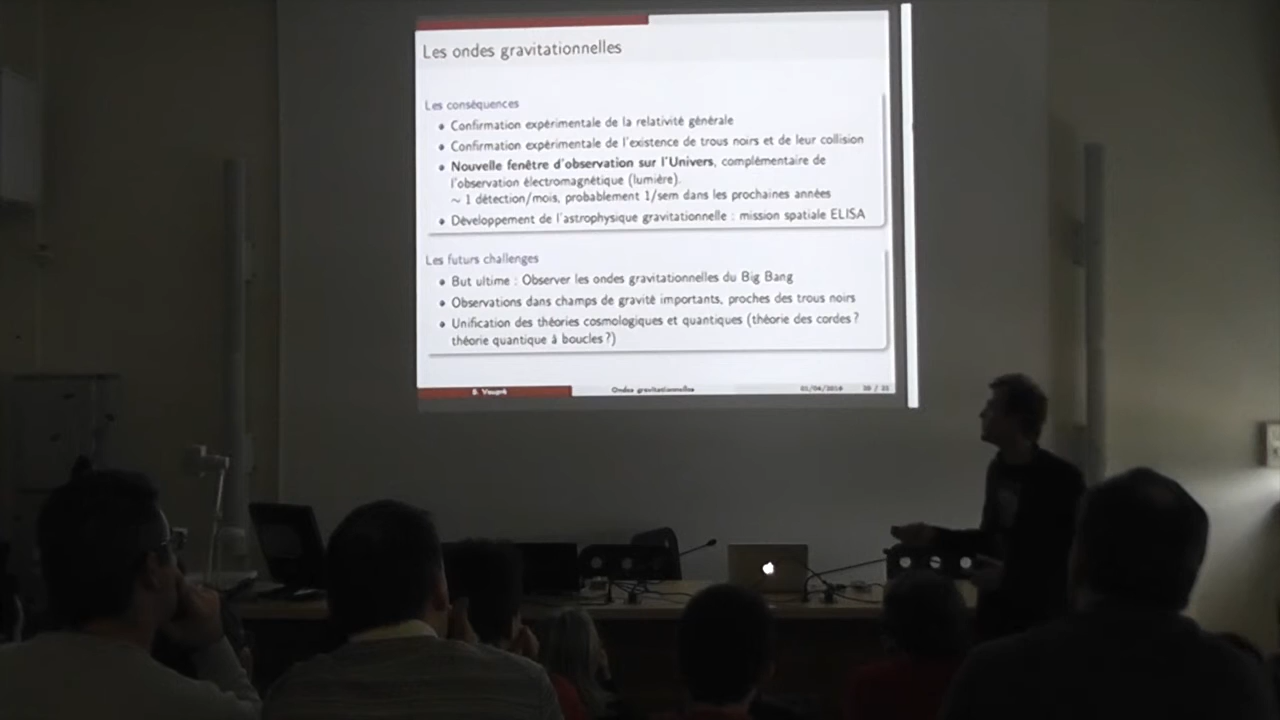 Les ondes gravitationnelles
Les conséquences
Confirmation expérimentale de la relativité générale
Confirmation expérimentale de l'existence de trous noirs et de leur collision
Nouvelle fenêtre d'observation sur l'Univers, complémentaire de
l'observation électromagnétique (lumière).
~ 1 détection/mois, probablement 1/sem dans les prochaines années
Développement de l'astrophysique gravitationnelle : mission spatiale ELISA
Les futurs challenges
But ultime : Observer les ondes gravitationnelles du Big Bang
Observations dans champs de gravité importants, proches des trous noirs
Unification des théories cosmologiques et quantiques (théorie des cordes ?
théorie quantique à boucles ?)
Ondes gravitationnelles 01/04/2016